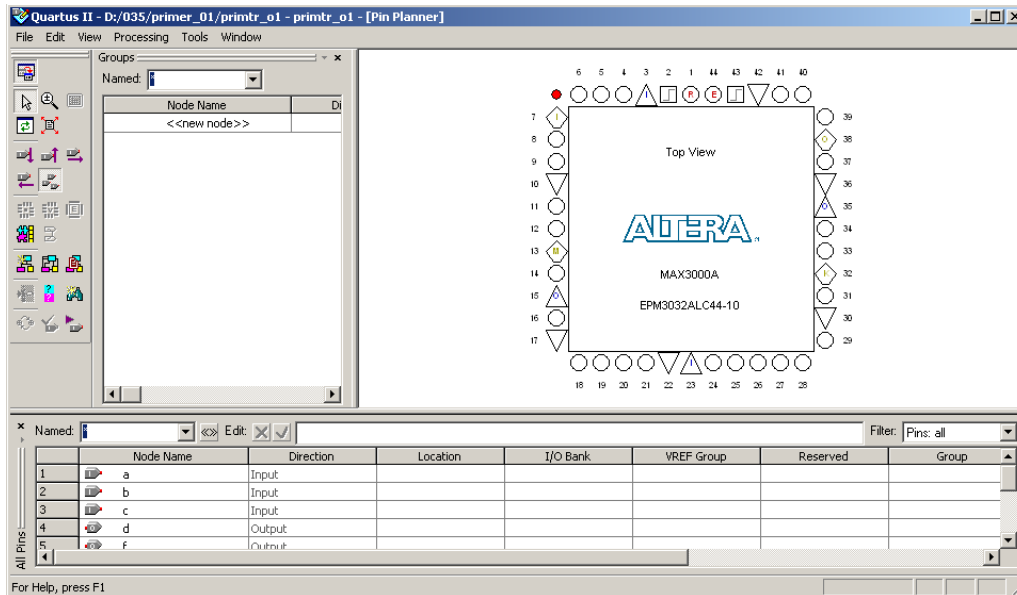 Quartus II - D:/035/primer_01/primtr_o1 - primtr_o1 - [Pin Planner]
File Edit View Processing Tools Window
Groups
Named: *
Node Name Di
<<new node>>
6 5 4 3 2 1 44 43 42 41 40
I R E
7 I 39
8 O 38
9 37
10 36
11 O 35
12 34
13 M 33
14 K 32
15 O 31
16 30
17 29
Top View
ALTERA
MAX3000A
EPM3032ALC44-10
I
18 19 20 21 22 23 24 25 26 27 28
Named: * Edit: Filter: Pins: all
Node Name Direction Location I/O Bank VREF Group Reserved Group
1 a Input
2 b Input
3 c Input
4 d Output
5 f Output
All Pins
For Help, press F1